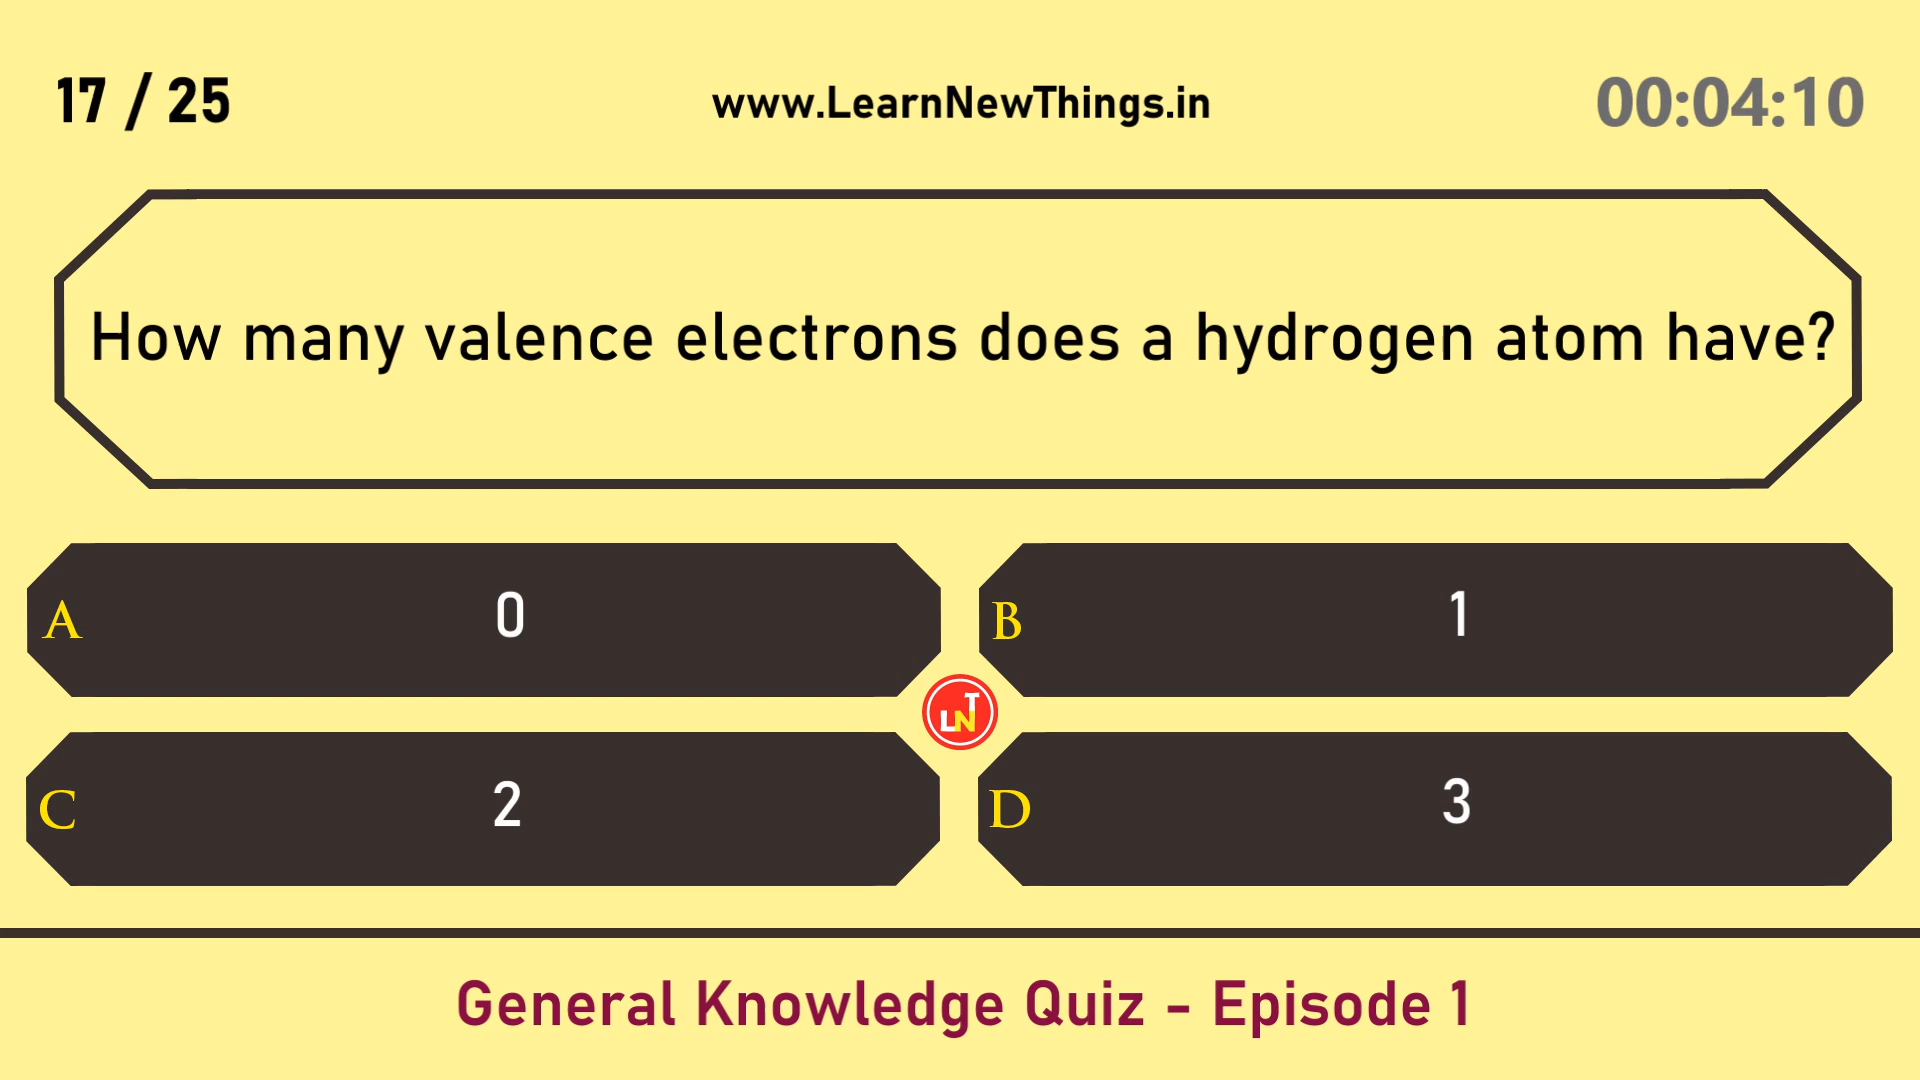 17 / 25
www.LearnNewThings.in
00:04:10
How many valence electrons does a hydrogen atom have?
A 0
B 1
LNT
C 2
D 3
General Knowledge Quiz - Episode 1